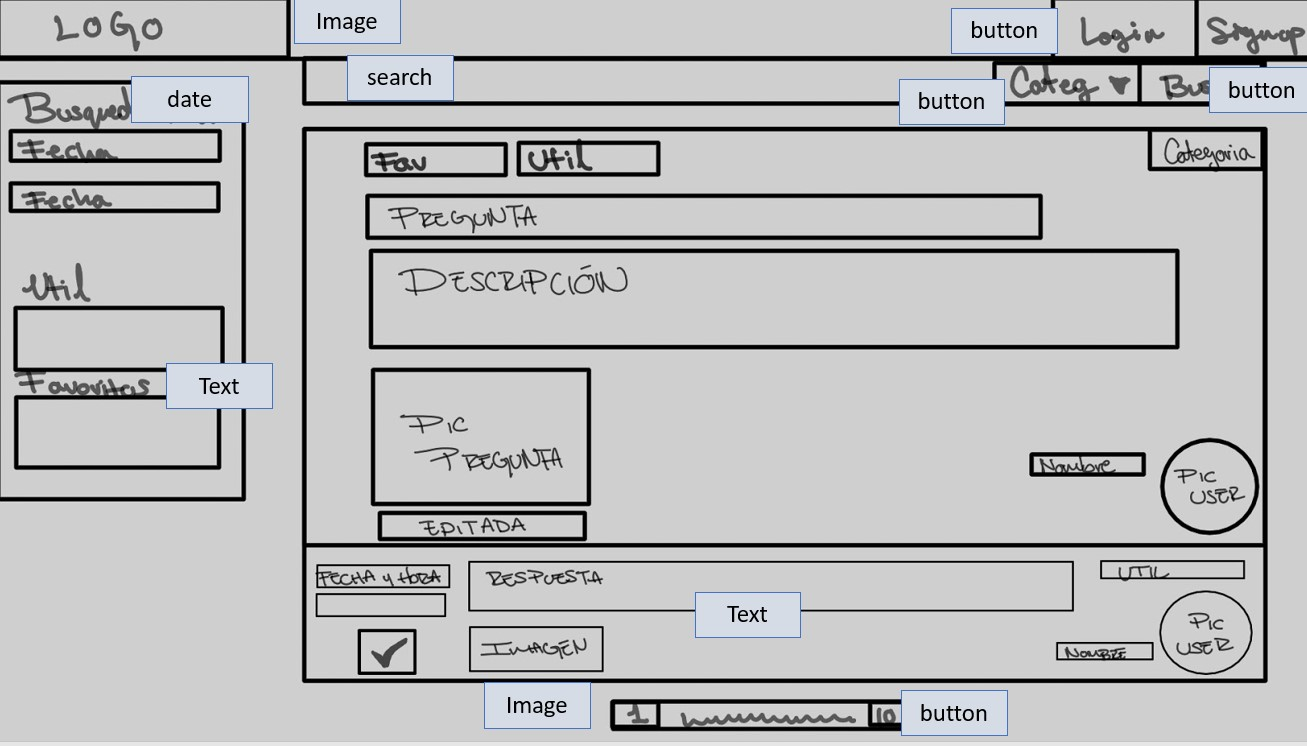 LOGO
Image
button
Login
Signup
search
Categ
button
button
date
Fecha
Fecha
Util
Favoritas
Text
Fav
Util
Categoria
PREGUNTA
DESCRIPCIÓN
PIC
PREGUNTA
EDITADA
Nombre
PIC
USER
FECHA y HORA
RESPUESTA
UTIL
Text
IMAGEN
PIC
USER
NOMBRE
Image
1
10
button